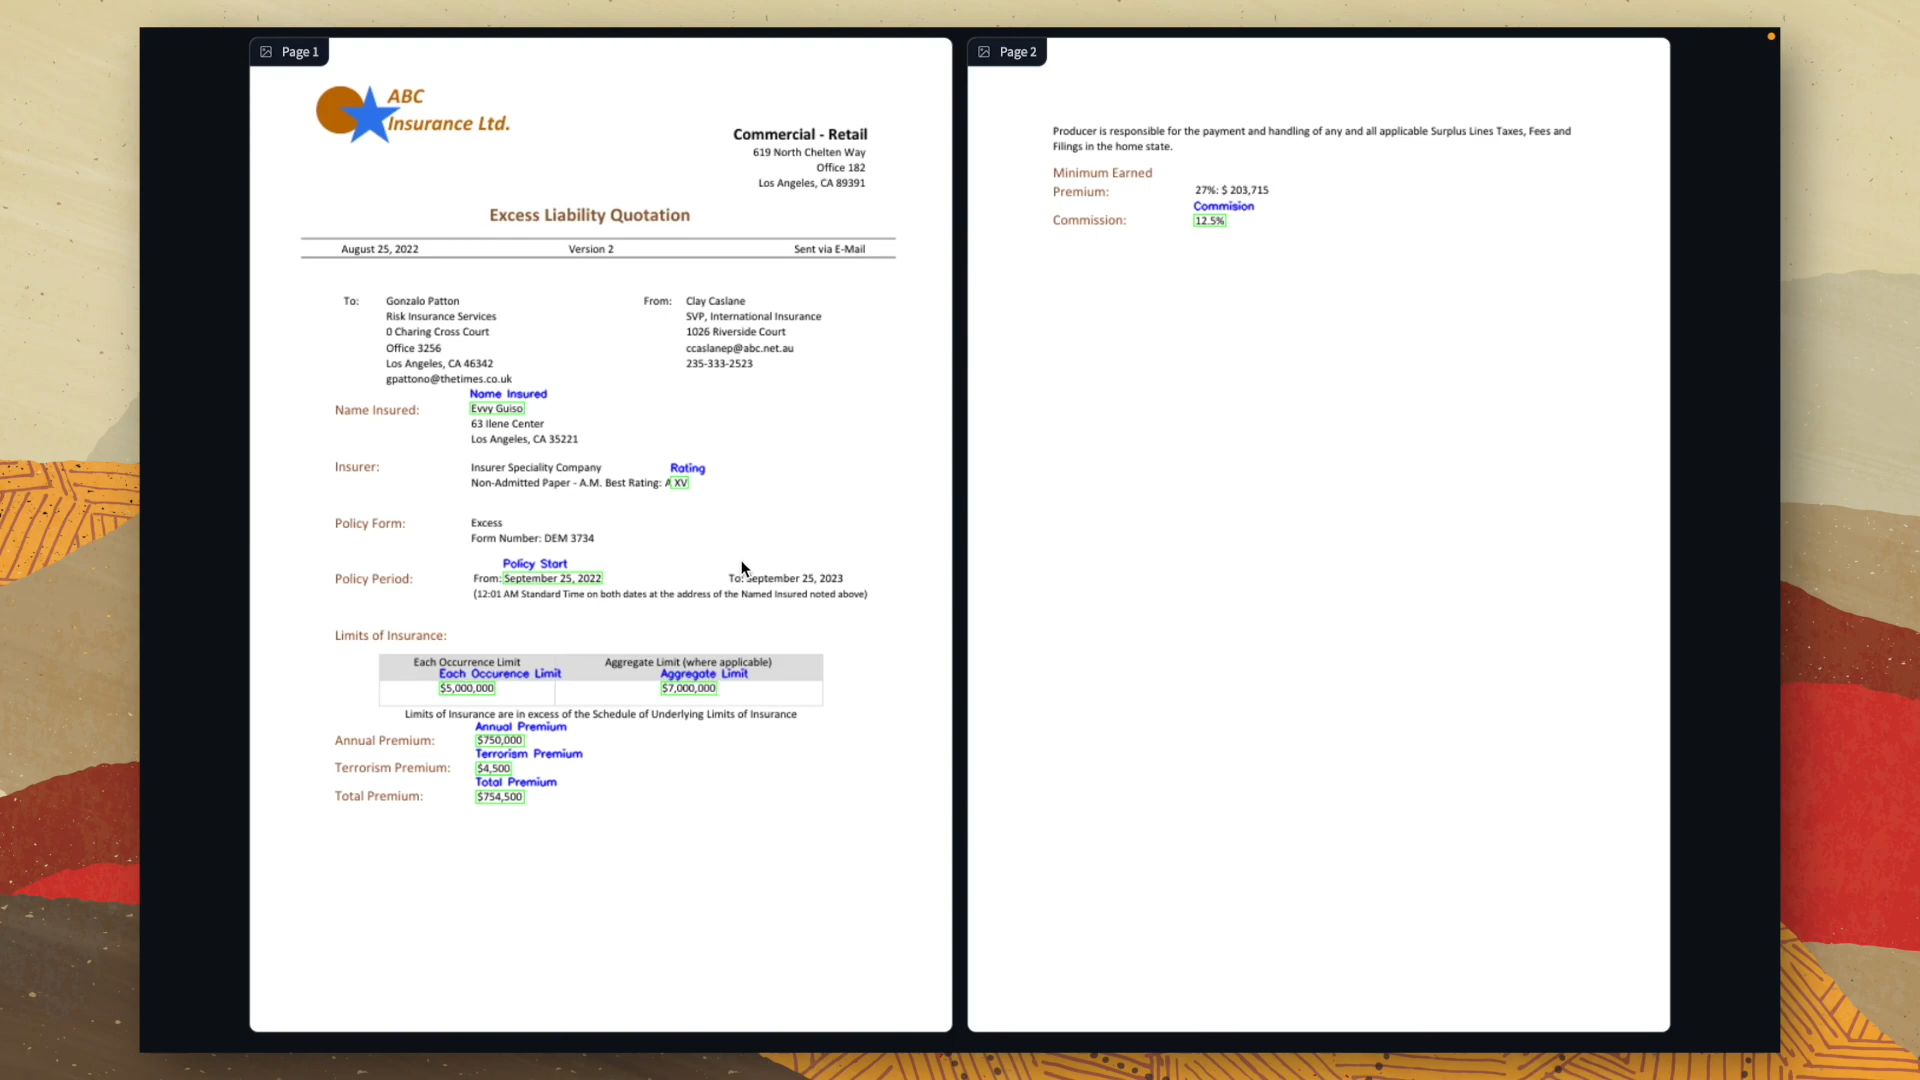 Page 1
ABC
Insurance Ltd.
Commercial - Retail
619 North Chelten Way
Office 182
Los Angeles, CA 89391
Excess Liability Quotation
August 25, 2022 Version 2 Sent via E-Mail
To: Gonzalo Patton From: Clay Caslane
Risk Insurance Services SVP, International Insurance
0 Charing Cross Court 1026 Riverside Court
Office 3256 ccaslanep@abc.net.au
Los Angeles, CA 46342 235-333-2523
gpattono@thetimes.co.uk
Name Insured
Name Insured: Evvy Guiso
63 Ilene Center
Los Angeles, CA 35221
Insurer: Insurer Speciality Company Rating
Non-Admitted Paper - A.M. Best Rating: A XV
Policy Form: Excess
Form Number: DEM 3734
Policy Start
Policy Period: From: September 25, 2022 To: September 25, 2023
(12:01 AM Standard Time on both dates at the address of the Named Insured noted above)
Limits of Insurance:
Each Occurrence Limit Aggregate Limit (where applicable)
Each Occurence Limit Aggregate Limit
$5,000,000 $7,000,000
Limits of Insurance are in excess of the Schedule of Underlying Limits of Insurance
Annual Premium
Annual Premium: $750,000
Terrorism Premium
Terrorism Premium: $4,500
Total Premium
Total Premium: $754,500
Page 2
Producer is responsible for the payment and handling of any and all applicable Surplus Lines Taxes, Fees and
Filings in the home state.
Minimum Earned
Premium: 27%: $ 203,715
Commision
Commission: 12.5%